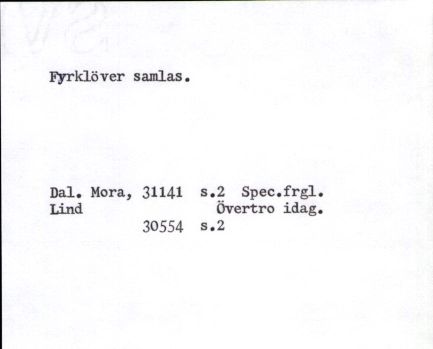 Fyrklöver samlas.
Dal. Mora, 31141 s.2 Spec.frgl.
Lind Övertro idag.
30554 s.2